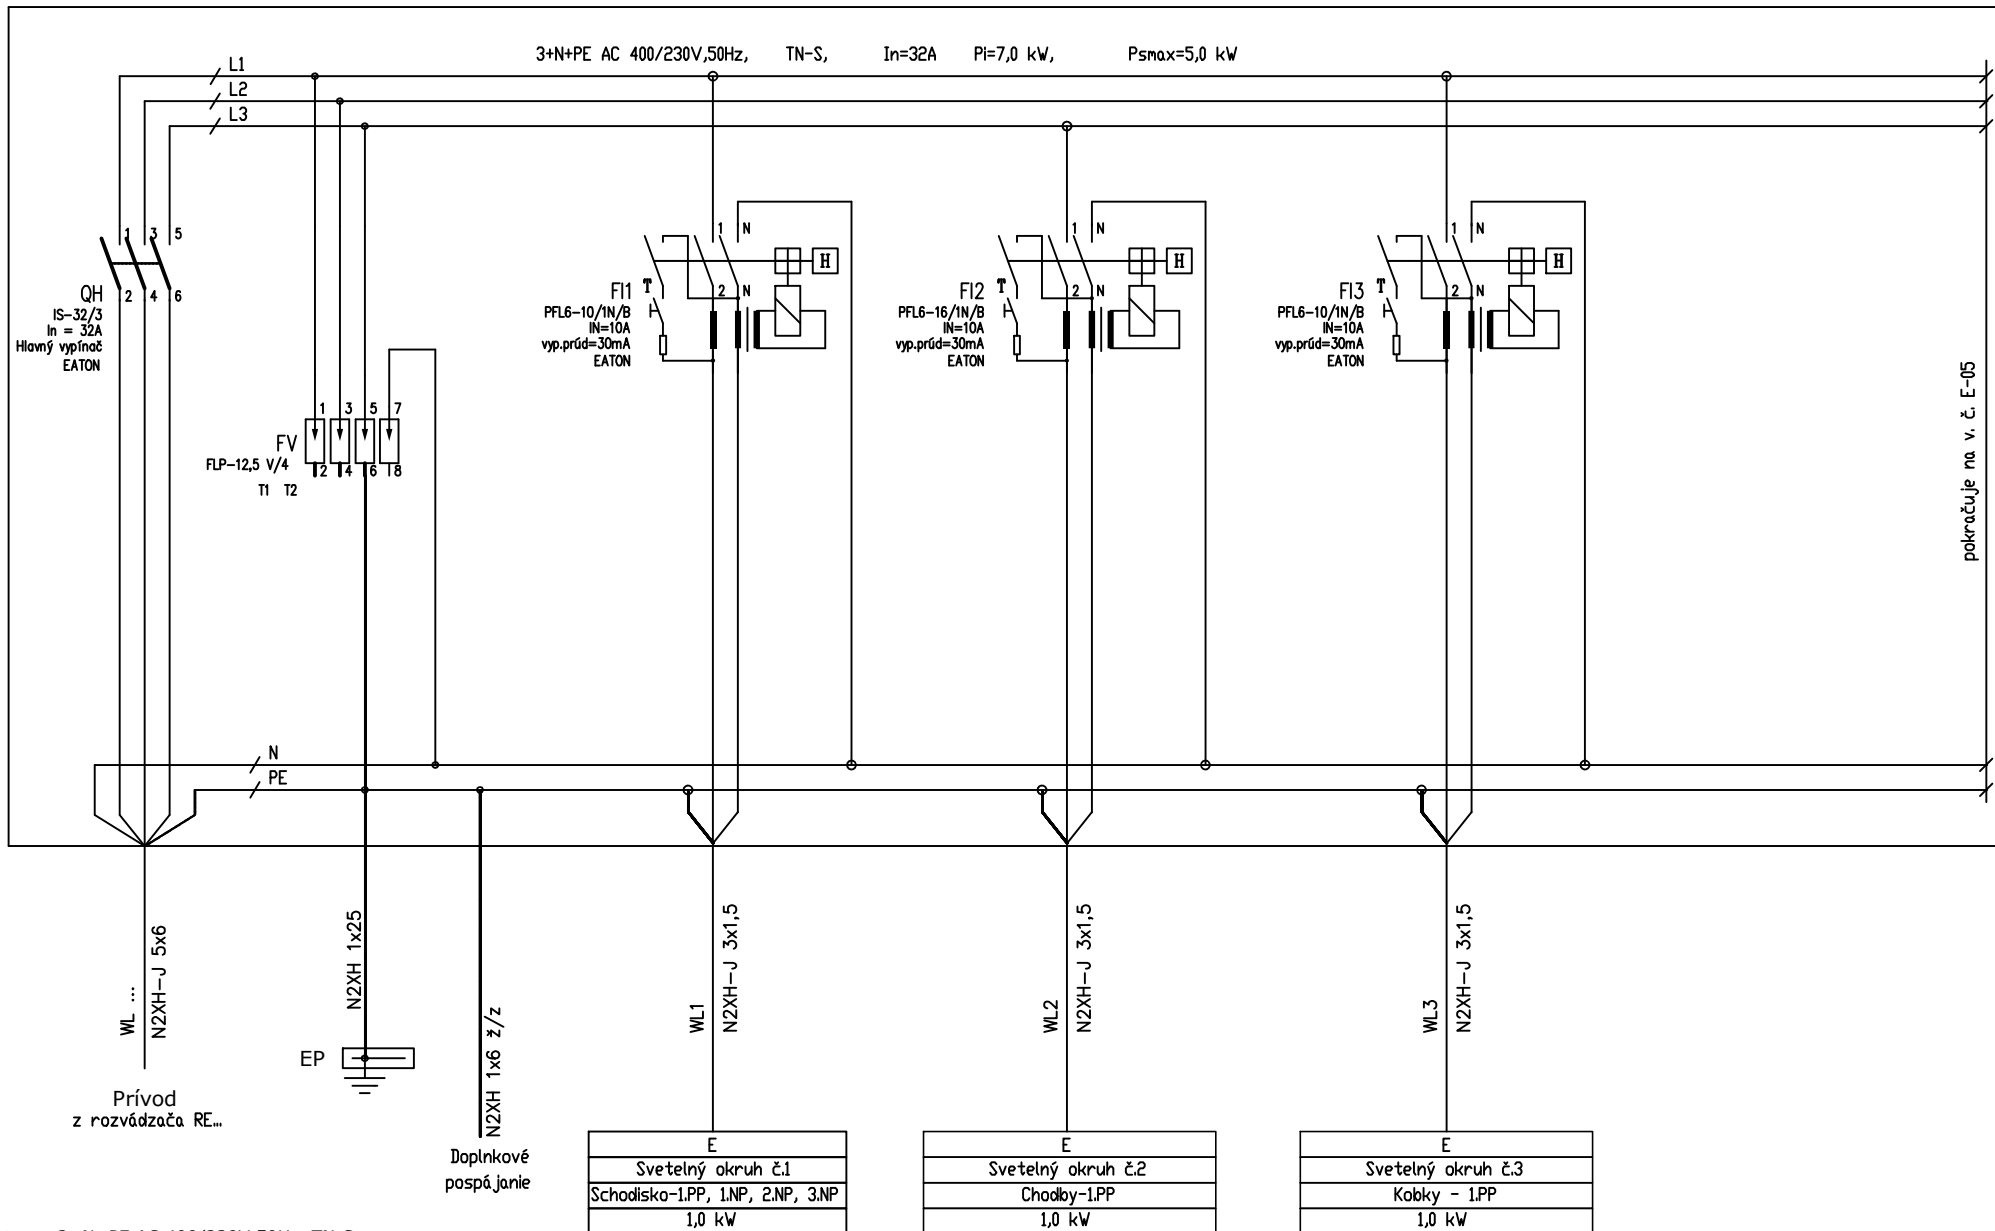 3+N+PE AC 400/230V,50Hz, TN-S, In=32A Pi=7,0 kW, Psmax=5,0 kW
L1
L2
L3
1 3 5
2 4 6
QH
IS-32/3
In = 32A
Hlavný vypínač
EATON
1 3 5 7
2 4 6 8
FV
FLP-12,5 V/4
T1 T2
1 N
H
T
2 N
FI1
PFL6-10/1N/B
IN=10A
vyp.prúd=30mA
EATON
1 N
H
T
2 N
FI2
PFL6-16/1N/B
IN=10A
vyp.prúd=30mA
EATON
1 N
H
T
2 N
FI3
PFL6-10/1N/B
IN=10A
vyp.prúd=30mA
EATON
pokračuje na v. č. E-05
N
PE
WL ...
N2XH-J 5x6
Prívod
z rozvádzača RE...
N2XH 1x25
EP
N2XH 1x6 ž/z
Doplnkové
pospájanie
WL1
N2XH-J 3x1,5
WL2
N2XH-J 3x1,5
WL3
N2XH-J 3x1,5
E
Svetelný okruh č.1
Schodisko-1.PP, 1.NP, 2.NP, 3.NP
1,0 kW
E
Svetelný okruh č.2
Chodby-1.PP
1,0 kW
E
Svetelný okruh č.3
Kobky - 1.PP
1,0 kW